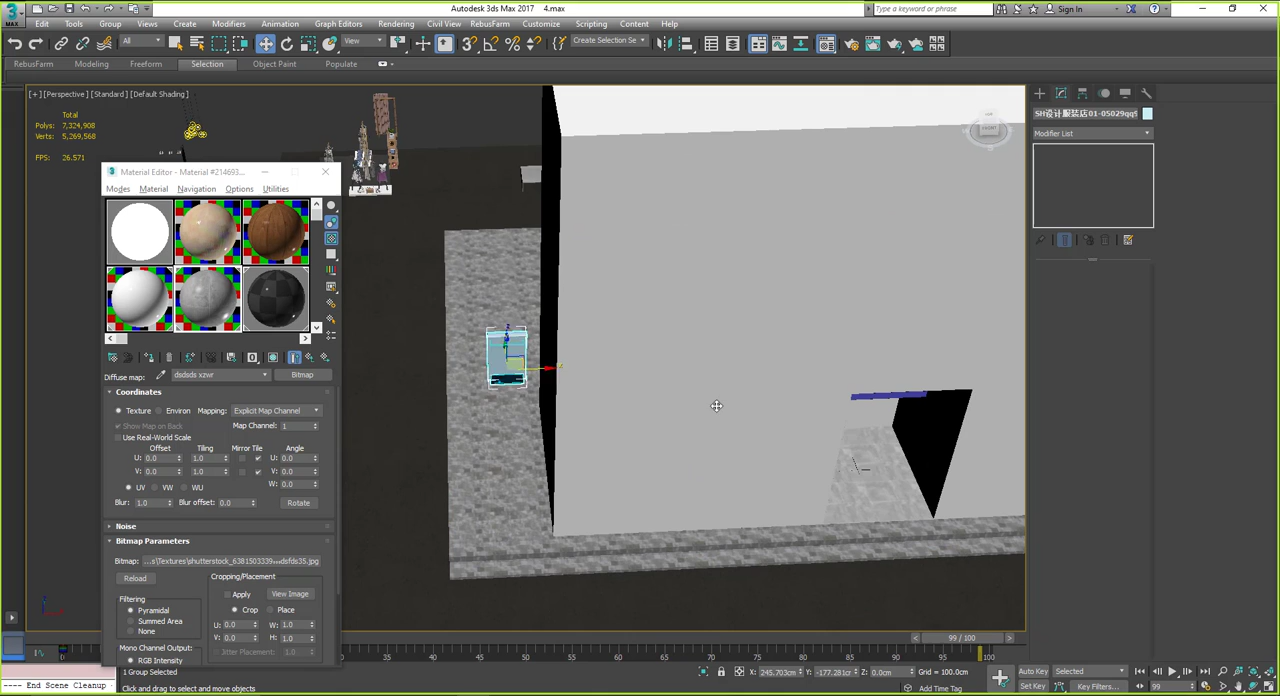 3 Autodesk 3ds Max 2017 4.max Type a keyword or phrase Sign In
MAX
Edit Tools Group Views Create Modifiers Animation Graph Editors Rendering Civil View RebusFarm Customize Scripting Content Help
All View Create Selection Se
RebusFarm Modeling Freeform Selection Object Paint Populate
[+] [Perspective] [Standard] [Default Shading]
Total
Polys: 7,324,908
Verts: 5,269,568
FPS: 26.571
FRONT
SH设计服装店01-05029qq9
Modifier List
Material Editor - Material #214693...
Modes Material Navigation Options Utilities
Diffuse map: dsdsds xzwr Bitmap
Coordinates
Texture Environ Mapping: Explicit Map Channel
Show Map on Back Map Channel: 1
Use Real-World Scale
Offset Tiling Mirror Tile Angle
U: 0.0 1.0 U: 0.0
V: 0.0 1.0 V: 0.0
UV VW WU W: 0.0
Blur: 1.0 Blur offset: 0.0 Rotate
Noise
Bitmap Parameters
Bitmap: ...s\Textures\shutterstock_6381503339...dsfds35.jpg
Reload Cropping/Placement
Apply View Image
Filtering Crop Place
Pyramidal U: 0.0 W: 1.0
Summed Area V: 0.0 H: 1.0
None Jitter Placement: 1.0
Mono Channel Output:
RGB Intensity
99 / 100
35 40 45 50 55 60 65 70 75 80 85 90 95 100
1 Group Selected X: 245.703cm Y: -177.281cm Z: 0.0cm Grid = 100.0cm Auto Key Selected
---- End Scene Cleanup - Click and drag to select and move objects Add Time Tag Set Key Key Filters... 99